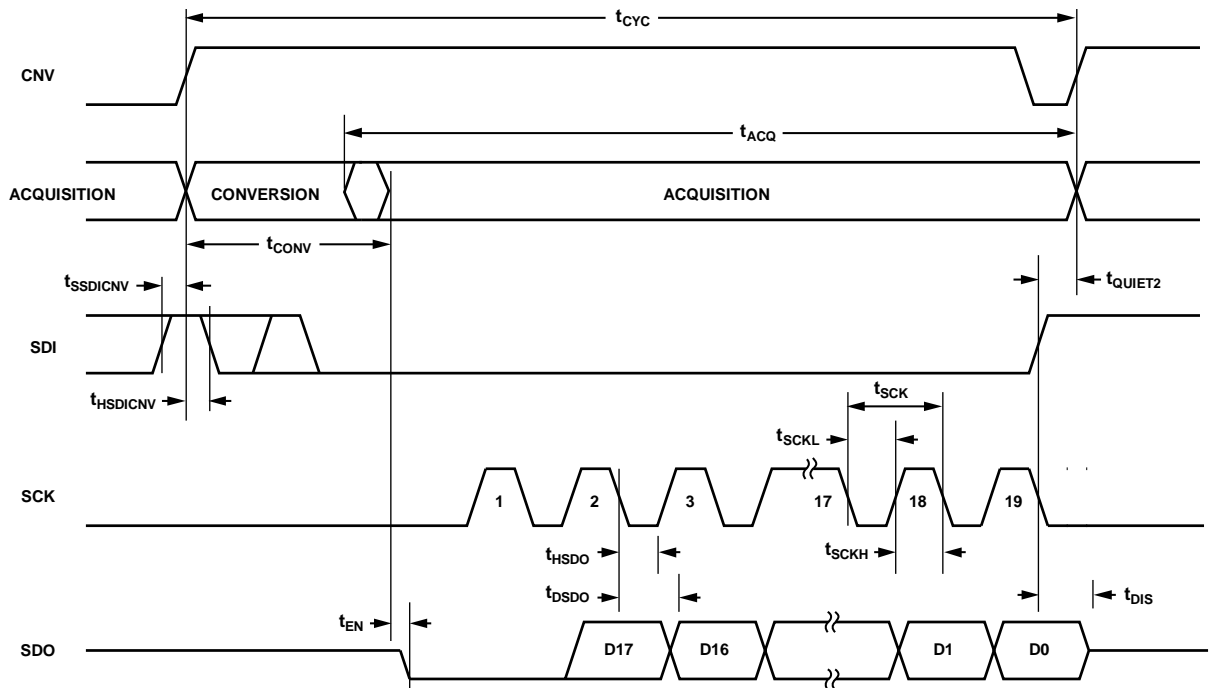 tCYC
CNV
tACQ
ACQUISITION
CONVERSION
ACQUISITION
tCONV
tSSDICNV
tQUIET2
SDI
tHSDICNV
tSCK
tSCKL
SCK
1
2
3
17
18
19
tHSDO
tSCKH
tDSDO
tDIS
tEN
SDO
D17
D16
D1
D0